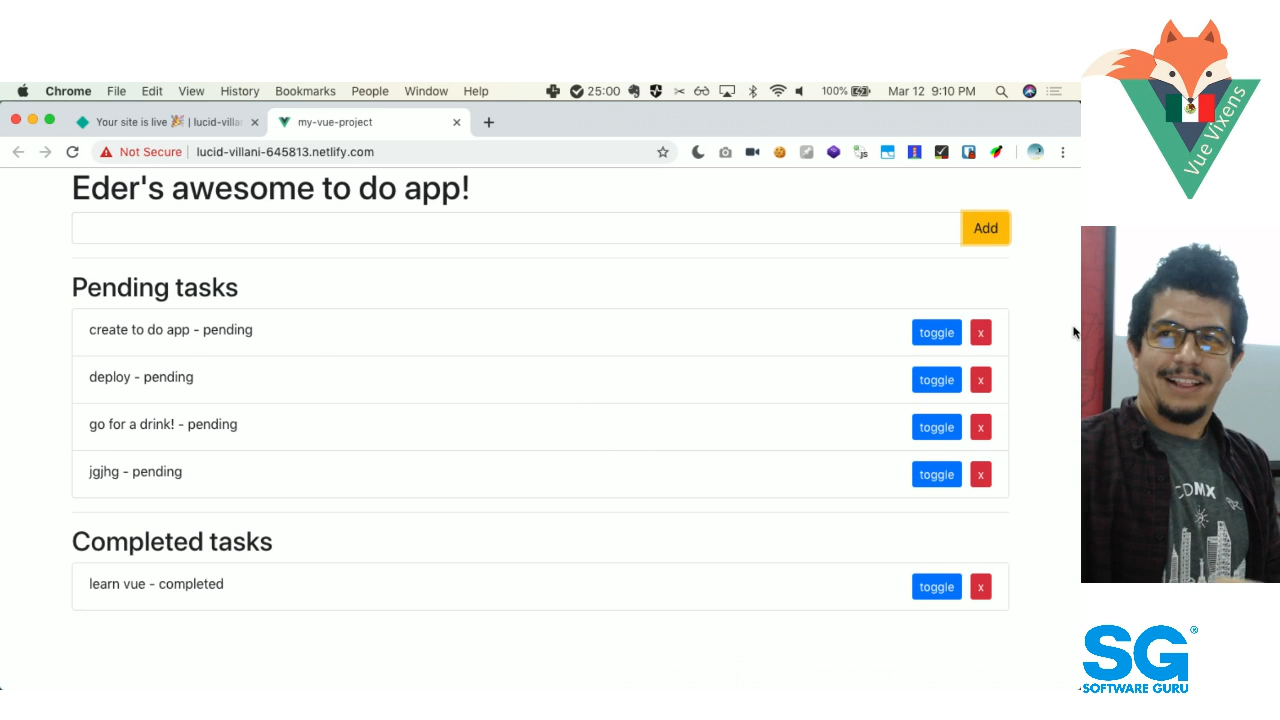 Chrome File Edit View History Bookmarks People Window Help 25:00 100% Mar 12 9:10 PM
Your site is live 🎉 | lucid-villa
my-vue-project
Not Secure lucid-villani-645813.netlify.com
Eder's awesome to do app!
Add
Pending tasks
create to do app - pending toggle x
deploy - pending toggle x
go for a drink! - pending toggle x
jgjhg - pending toggle x
Completed tasks
learn vue - completed toggle x
Vue Vixens
CDMX
SG®
SOFTWARE GURU